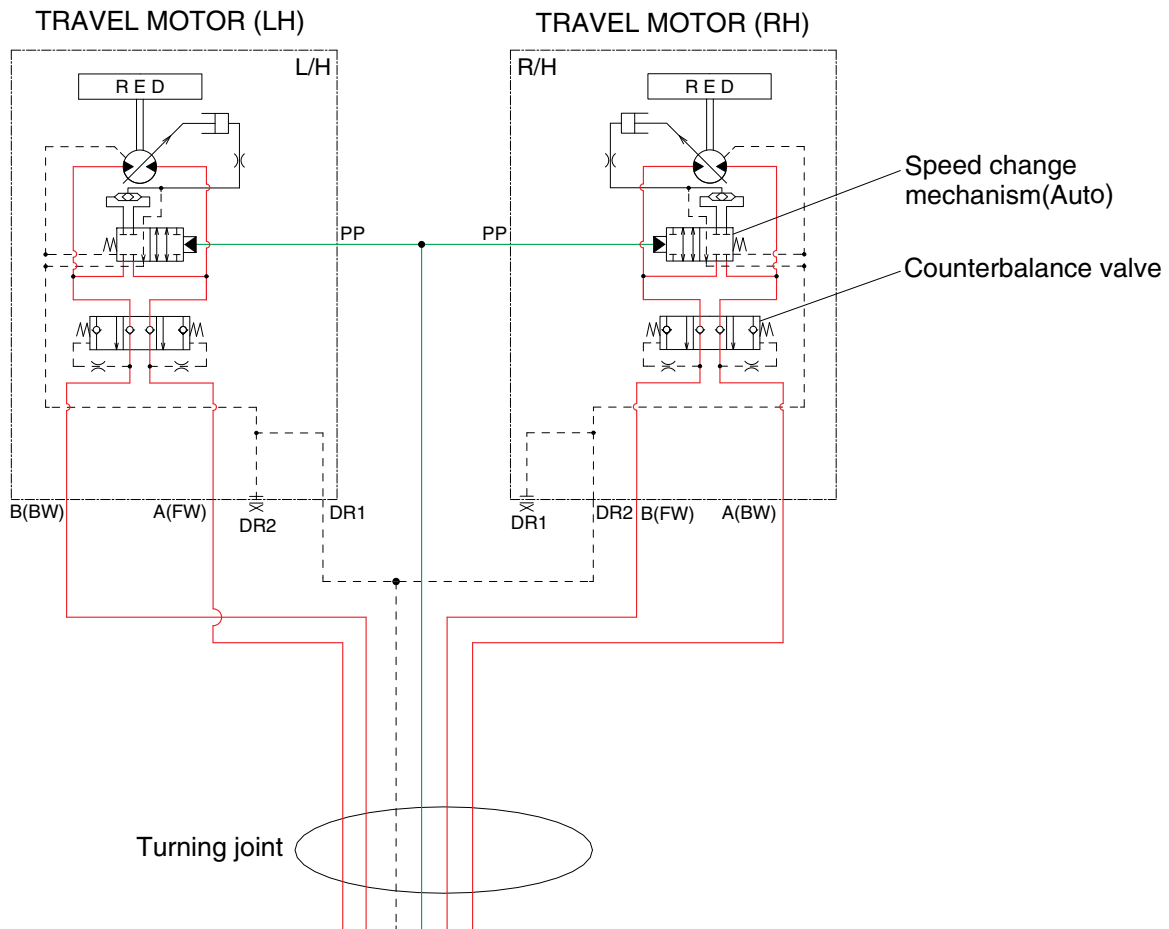 TRAVEL MOTOR (LH)
TRAVEL MOTOR (RH)
L/H
R/H
RED
RED
Speed change
mechanism(Auto)
PP
PP
Counterbalance valve
B(BW)
A(FW)
DR2
DR1
DR1
DR2
B(FW)
A(BW)
Turning joint